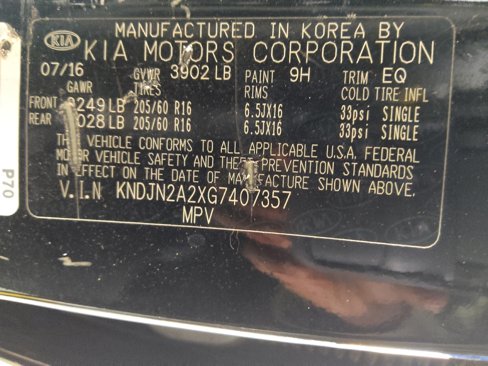 MANUFACTURED IN KOREA BY
KIA KIA MOTORS CORPORATION
07/16 GVWR 3902 LB PAINT 9H TRIM EQ
GAWR TIRES RIMS COLD TIRE INFL
FRONT 249 LB 205/60 R16 6.5JX16 33psi SINGLE
REAR 028 LB 205/60 R16 6.5JX16 33psi SINGLE
THIS VEHICLE CONFORMS TO ALL APPLICABLE U.S.A. FEDERAL
MOTOR VEHICLE SAFETY AND THEFT PREVENTION STANDARDS
IN EFFECT ON THE DATE OF MANUFACTURE SHOWN ABOVE.
V.I.N KNDJN2A2XG7407357
MPV
P70